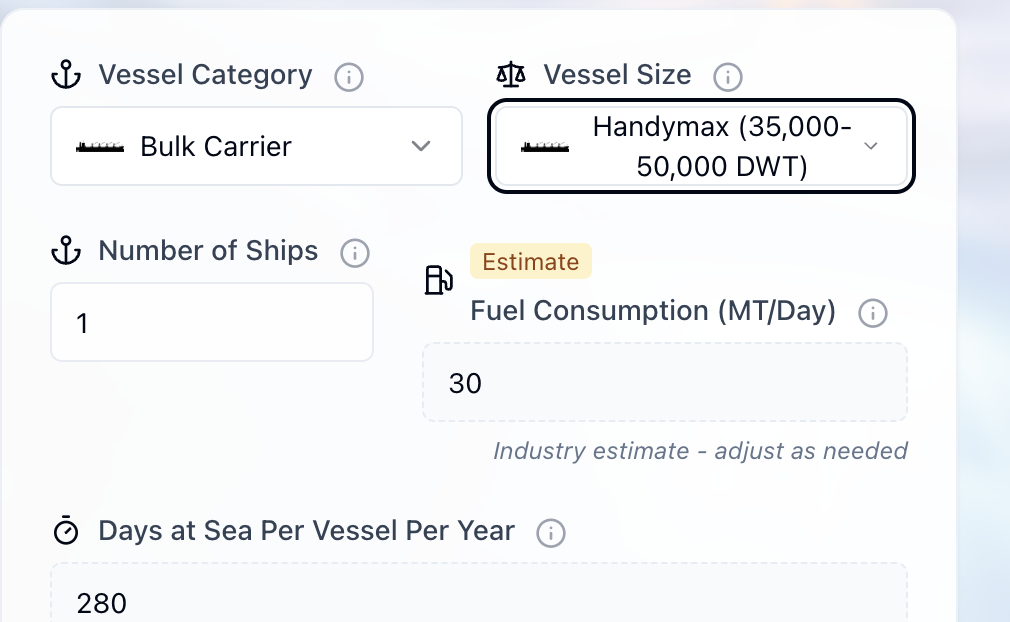 Vessel Category
Vessel Size
Bulk Carrier
Handymax (35,000-
50,000 DWT)
Number of Ships
Estimate
Fuel Consumption (MT/Day)
1
30
Industry estimate - adjust as needed
Days at Sea Per Vessel Per Year
280